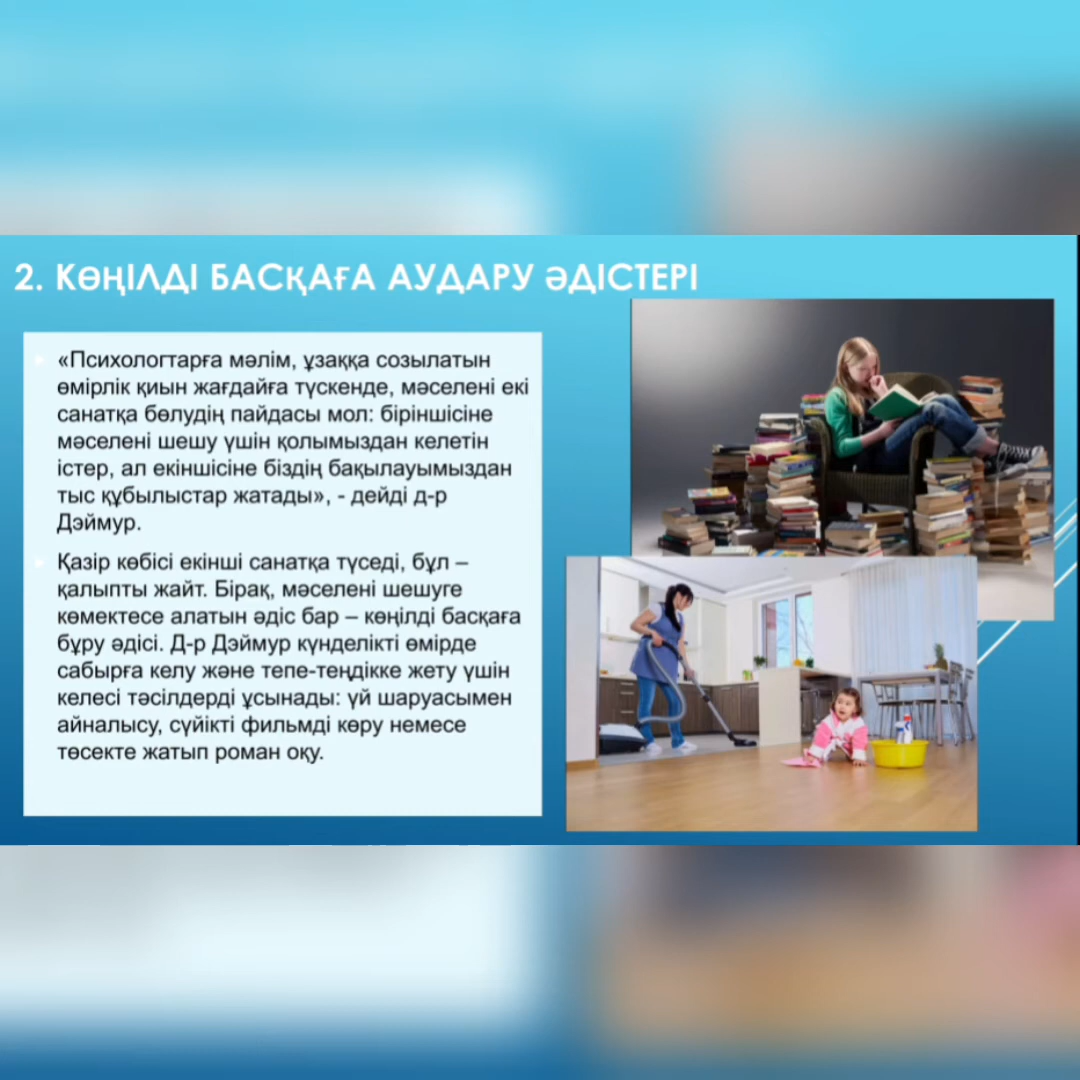 2. КӨҢІЛДІ БАСҚАҒА АУДАРУ ӘДІСТЕРІ
«Психологтарға мәлім, ұзаққа созылатын
өмірлік қиын жағдайға түскенде, мәселені екі
санатқа бөлудің пайдасы мол: біріншісіне
мәселені шешу үшін қолымыздан келетін
істер, ал екіншісіне біздің бақылауымыздан
тыс құбылыстар жатады», - дейді д-р
Дэймур.
Қазір көбісі екінші санатқа түседі, бұл –
қалыпты жайт. Бірақ, мәселені шешуге
көмектесе алатын әдіс бар – көңілді басқаға
бұру әдісі. Д-р Дэймур күнделікті өмірде
сабырға келу және тепе-теңдікке жету үшін
келесі тәсілдерді ұсынады: үй шаруасымен
айналысу, сүйікті фильмді көру немесе
төсекте жатып роман оқу.